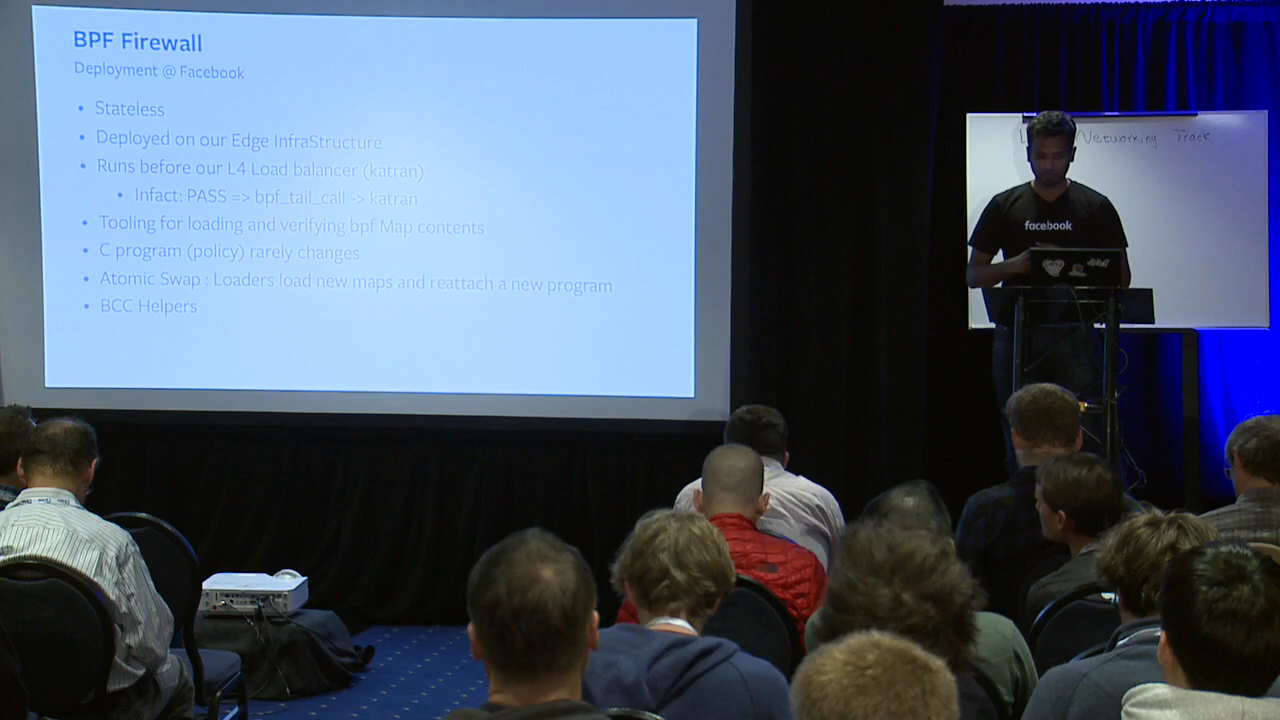 BPF Firewall
Deployment @ Facebook
• Stateless
• Deployed on our Edge InfraStructure
• Runs before our L4 Load balancer (katran)
• Infact: PASS => bpf_tail_call -> katran
• Tooling for loading and verifying bpf Map contents
• C program (policy) rarely changes
• Atomic Swap : Loaders load new maps and reattach a new program
• BCC Helpers
Networking Track
facebook